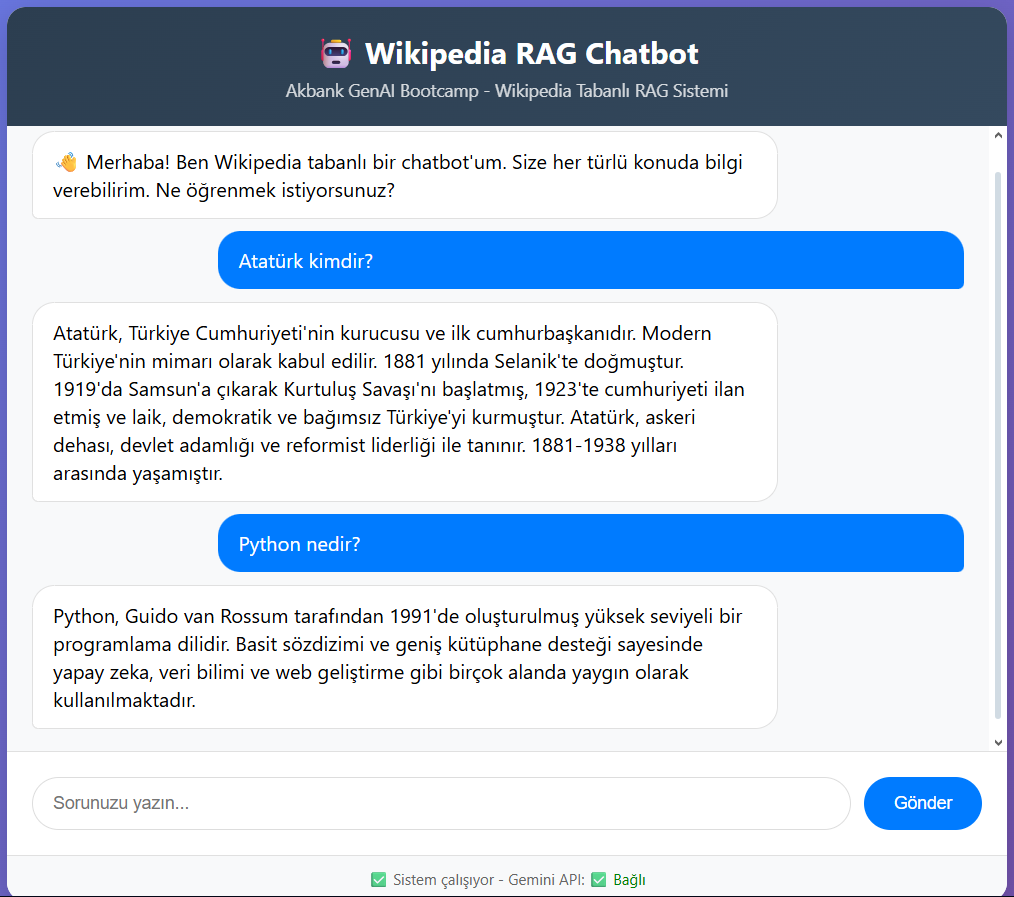 Wikipedia RAG Chatbot
Akbank GenAI Bootcamp - Wikipedia Tabanlı RAG Sistemi
👋 Merhaba! Ben Wikipedia tabanlı bir chatbot'um. Size her türlü konuda bilgi
verebilirim. Ne öğrenmek istiyorsunuz?
Atatürk kimdir?
Atatürk, Türkiye Cumhuriyeti'nin kurucusu ve ilk cumhurbaşkanıdır. Modern
Türkiye'nin mimarı olarak kabul edilir. 1881 yılında Selanik'te doğmuştur.
1919'da Samsun'a çıkarak Kurtuluş Savaşı'nı başlatmış, 1923'te cumhuriyeti ilan
etmiş ve laik, demokratik ve bağımsız Türkiye'yi kurmuştur. Atatürk, askeri
dehası, devlet adamlığı ve reformist liderliği ile tanınır. 1881-1938 yılları
arasında yaşamıştır.
Python nedir?
Python, Guido van Rossum tarafından 1991'de oluşturulmuş yüksek seviyeli bir
programlama dilidir. Basit sözdizimi ve geniş kütüphane desteği sayesinde
yapay zeka, veri bilimi ve web geliştirme gibi birçok alanda yaygın olarak
kullanılmaktadır.
Sorunuzu yazın...
Gönder
✅ Sistem çalışıyor - Gemini API: ✅ Bağlı